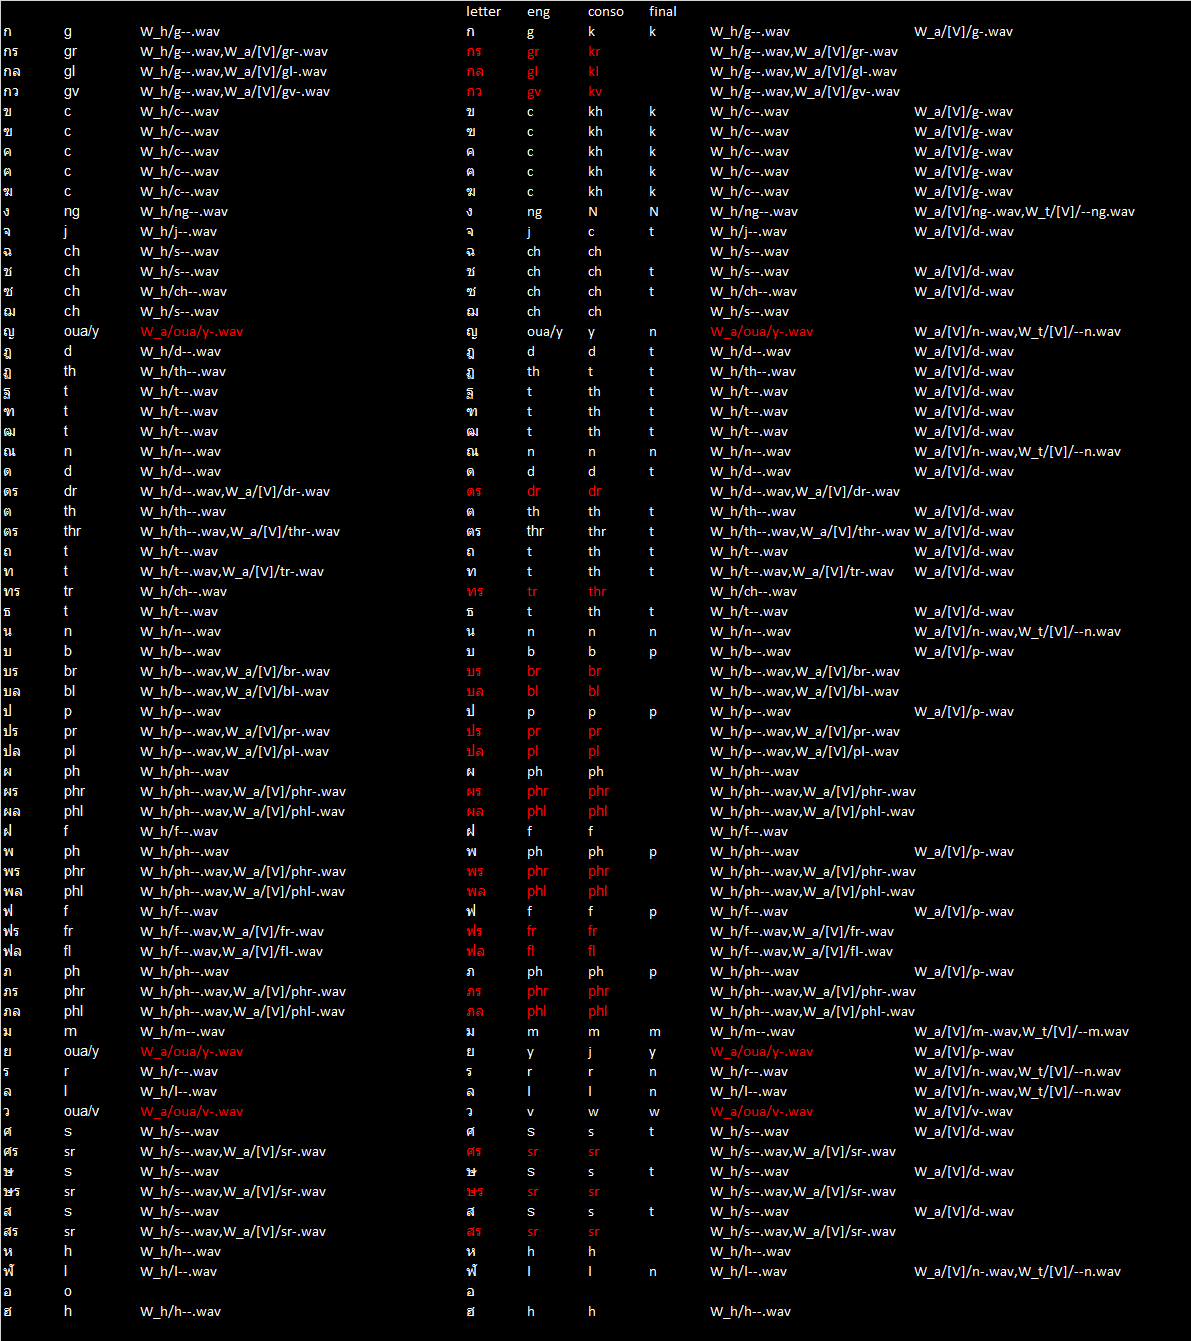 letter eng conso final
ก g W_h/g--.wav ก g k k W_h/g--.wav W_a/[V]/g-.wav
กร gr W_h/g--.wav,W_a/[V]/gr-.wav กร gr kr W_h/g--.wav,W_a/[V]/gr-.wav
กล gl W_h/g--.wav,W_a/[V]/gl-.wav กล gl kl W_h/g--.wav,W_a/[V]/gl-.wav
กว gv W_h/g--.wav,W_a/[V]/gv-.wav กว gv kv W_h/g--.wav,W_a/[V]/gv-.wav
ข c W_h/c--.wav ข c kh k W_h/c--.wav W_a/[V]/g-.wav
ฃ c W_h/c--.wav ฃ c kh k W_h/c--.wav W_a/[V]/g-.wav
ค c W_h/c--.wav ค c kh k W_h/c--.wav W_a/[V]/g-.wav
ฅ c W_h/c--.wav ฅ c kh k W_h/c--.wav W_a/[V]/g-.wav
ฆ c W_h/c--.wav ฆ c kh k W_h/c--.wav W_a/[V]/g-.wav
ง ng W_h/ng--.wav ง ng N N W_h/ng--.wav W_a/[V]/ng-.wav,W_t/[V]/--ng.wav
จ j W_h/j--.wav จ j c t W_h/j--.wav W_a/[V]/d-.wav
ฉ ch W_h/s--.wav ฉ ch ch W_h/s--.wav
ช ch W_h/s--.wav ช ch ch t W_h/s--.wav W_a/[V]/d-.wav
ซ ch W_h/ch--.wav ซ ch ch t W_h/ch--.wav W_a/[V]/d-.wav
ฌ ch W_h/s--.wav ฌ ch ch W_h/s--.wav
ญ oua/y W_a/oua/y-.wav ญ oua/y y n W_a/oua/y-.wav W_a/[V]/n-.wav,W_t/[V]/--n.wav
ฎ d W_h/d--.wav ฎ d d t W_h/d--.wav W_a/[V]/d-.wav
ฏ th W_h/th--.wav ฏ th t t W_h/th--.wav W_a/[V]/d-.wav
ฐ t W_h/t--.wav ฐ t th t W_h/t--.wav W_a/[V]/d-.wav
ฑ t W_h/t--.wav ฑ t th t W_h/t--.wav W_a/[V]/d-.wav
ฒ t W_h/t--.wav ฒ t th t W_h/t--.wav W_a/[V]/d-.wav
ณ n W_h/n--.wav ณ n n n W_h/n--.wav W_a/[V]/n-.wav,W_t/[V]/--n.wav
ด d W_h/d--.wav ด d d t W_h/d--.wav W_a/[V]/d-.wav
ดร dr W_h/d--.wav,W_a/[V]/dr-.wav ดร dr dr W_h/d--.wav,W_a/[V]/dr-.wav
ต th W_h/th--.wav ต th th t W_h/th--.wav W_a/[V]/d-.wav
ตร thr W_h/th--.wav,W_a/[V]/thr-.wav ตร thr thr t W_h/th--.wav,W_a/[V]/thr-.wav W_a/[V]/d-.wav
ถ t W_h/t--.wav ถ t th t W_h/t--.wav W_a/[V]/d-.wav
ท t W_h/t--.wav,W_a/[V]/tr-.wav ท t th t W_h/t--.wav,W_a/[V]/tr-.wav W_a/[V]/d-.wav
ทร tr W_h/ch--.wav ทร tr thr W_h/ch--.wav
ธ t W_h/t--.wav ธ t th t W_h/t--.wav W_a/[V]/d-.wav
น n W_h/n--.wav น n n n W_h/n--.wav W_a/[V]/n-.wav,W_t/[V]/--n.wav
บ b W_h/b--.wav บ b b p W_h/b--.wav W_a/[V]/p-.wav
บร br W_h/b--.wav,W_a/[V]/br-.wav บร br br W_h/b--.wav,W_a/[V]/br-.wav
บล bl W_h/b--.wav,W_a/[V]/bl-.wav บล bl bl W_h/b--.wav,W_a/[V]/bl-.wav
ป p W_h/p--.wav ป p p p W_h/p--.wav W_a/[V]/p-.wav
ปร pr W_h/p--.wav,W_a/[V]/pr-.wav ปร pr pr W_h/p--.wav,W_a/[V]/pr-.wav
ปล pl W_h/p--.wav,W_a/[V]/pl-.wav ปล pl pl W_h/p--.wav,W_a/[V]/pl-.wav
ผ ph W_h/ph--.wav ผ ph ph W_h/ph--.wav
ผร phr W_h/ph--.wav,W_a/[V]/phr-.wav ผร phr phr W_h/ph--.wav,W_a/[V]/phr-.wav
ผล phl W_h/ph--.wav,W_a/[V]/phl-.wav ผล phl phl W_h/ph--.wav,W_a/[V]/phl-.wav
ฝ f W_h/f--.wav ฝ f f W_h/f--.wav
พ ph W_h/ph--.wav พ ph ph p W_h/ph--.wav W_a/[V]/p-.wav
พร phr W_h/ph--.wav,W_a/[V]/phr-.wav พร phr phr W_h/ph--.wav,W_a/[V]/phr-.wav
พล phl W_h/ph--.wav,W_a/[V]/phl-.wav พล phl phl W_h/ph--.wav,W_a/[V]/phl-.wav
ฟ f W_h/f--.wav ฟ f f p W_h/f--.wav W_a/[V]/p-.wav
ฟร fr W_h/f--.wav,W_a/[V]/fr-.wav ฟร fr fr W_h/f--.wav,W_a/[V]/fr-.wav
ฟล fl W_h/f--.wav,W_a/[V]/fl-.wav ฟล fl fl W_h/f--.wav,W_a/[V]/fl-.wav
ภ ph W_h/ph--.wav ภ ph ph p W_h/ph--.wav W_a/[V]/p-.wav
ภร phr W_h/ph--.wav,W_a/[V]/phr-.wav ภร phr phr W_h/ph--.wav,W_a/[V]/phr-.wav
ภล phl W_h/ph--.wav,W_a/[V]/phl-.wav ภล phl phl W_h/ph--.wav,W_a/[V]/phl-.wav
ม m W_h/m--.wav ม m m m W_h/m--.wav W_a/[V]/m-.wav,W_t/[V]/--m.wav
ย oua/y W_a/oua/y-.wav ย y j y W_a/oua/y-.wav W_a/[V]/p-.wav
ร r W_h/r--.wav ร r r n W_h/r--.wav W_a/[V]/n-.wav,W_t/[V]/--n.wav
ล l W_h/l--.wav ล l l n W_h/l--.wav W_a/[V]/n-.wav,W_t/[V]/--n.wav
ว oua/v W_a/oua/v-.wav ว v w w W_a/oua/v-.wav W_a/[V]/v-.wav
ศ s W_h/s--.wav ศ s s t W_h/s--.wav W_a/[V]/d-.wav
ศร sr W_h/s--.wav,W_a/[V]/sr-.wav ศร sr sr W_h/s--.wav,W_a/[V]/sr-.wav
ษ s W_h/s--.wav ษ s s t W_h/s--.wav W_a/[V]/d-.wav
ษร sr W_h/s--.wav,W_a/[V]/sr-.wav ษร sr sr W_h/s--.wav,W_a/[V]/sr-.wav
ส s W_h/s--.wav ส s s t W_h/s--.wav W_a/[V]/d-.wav
สร sr W_h/s--.wav,W_a/[V]/sr-.wav สร sr sr W_h/s--.wav,W_a/[V]/sr-.wav
ห h W_h/h--.wav ห h h W_h/h--.wav
ฬ l W_h/l--.wav ฬ l l n W_h/l--.wav W_a/[V]/n-.wav,W_t/[V]/--n.wav
อ o อ
ฮ h W_h/h--.wav ฮ h h W_h/h--.wav